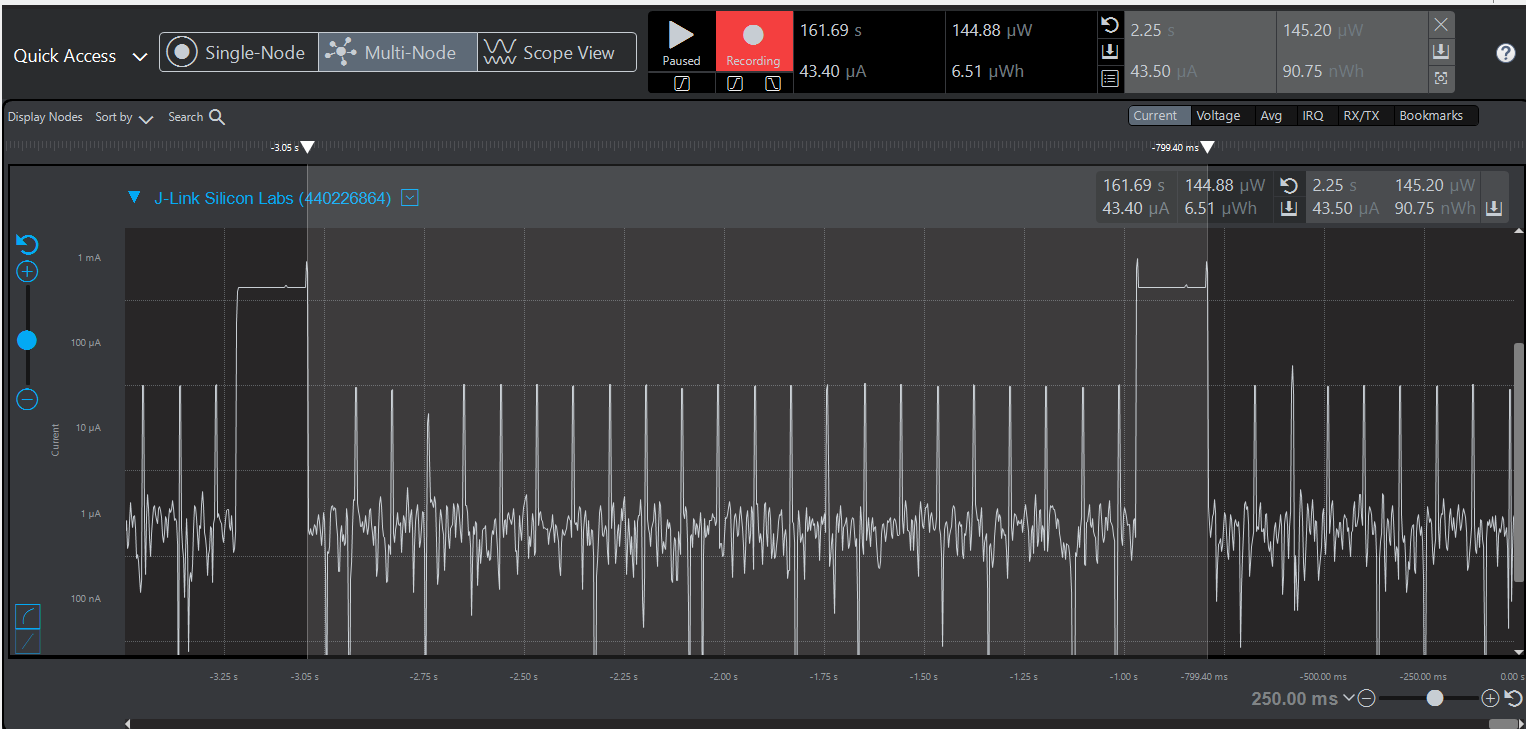 Quick Access Single-Node Multi-Node Scope View
Paused Recording
161.69 s 144.88 µW
43.40 µA 6.51 µWh
2.25 s 145.20 µW
43.50 µA 90.75 nWh
?
Display Nodes Sort by Search
Current Voltage Avg IRQ RX/TX Bookmarks
-3.05 s -799.40 ms
J-Link Silicon Labs (440226864)
161.69 s 144.88 µW 2.25 s 145.20 µW
43.40 µA 6.51 µWh 43.50 µA 90.75 nWh
1 mA
100 µA
10 µA
1 µA
100 nA
Current
-3.25 s -3.05 s -2.75 s -2.50 s -2.25 s -2.00 s -1.75 s -1.50 s -1.25 s -1.00 s -799.40 ms -500.00 ms -250.00 ms 0.00 s
250.00 ms